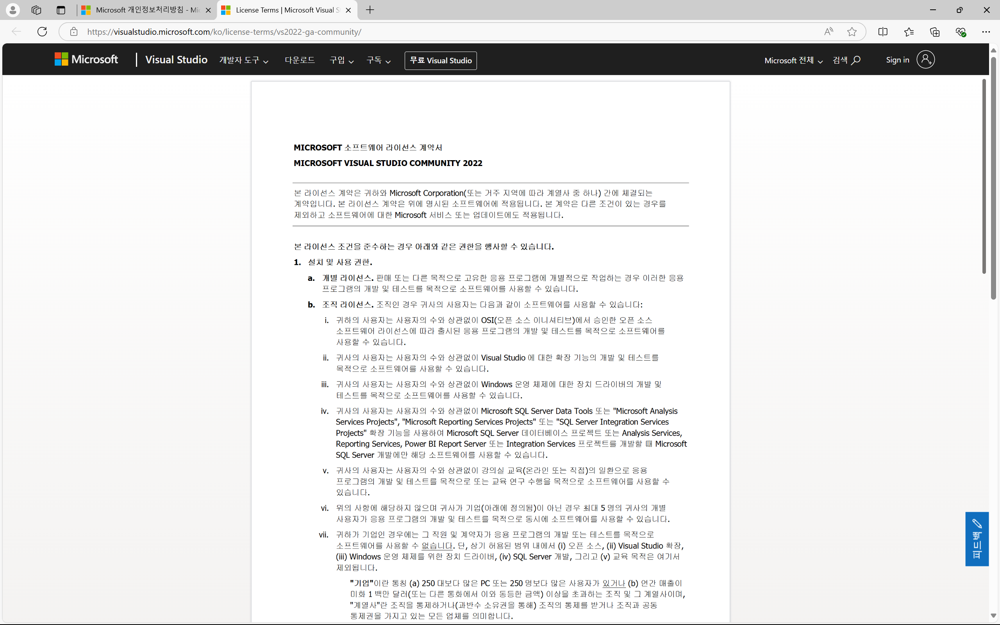 Microsoft 개인정보처리방침 - Mic
License Terms | Microsoft Visual S
https://visualstudio.microsoft.com/ko/license-terms/vs2022-ga-community/
Microsoft | Visual Studio 개발자 도구 다운로드 구입 구독 무료 Visual Studio Microsoft 전체 검색 Sign in
MICROSOFT 소프트웨어 라이선스 계약서
MICROSOFT VISUAL STUDIO COMMUNITY 2022
본 라이선스 계약은 귀하와 Microsoft Corporation(또는 거주 지역에 따라 계열사 중 하나) 간에 체결되는
계약입니다. 본 라이선스 계약은 위에 명시된 소프트웨어에 적용됩니다. 본 계약은 다른 조건이 있는 경우를
제외하고 소프트웨어에 대한 Microsoft 서비스 또는 업데이트에도 적용됩니다.
본 라이선스 조건을 준수하는 경우 아래와 같은 권한을 행사할 수 있습니다.
1. 설치 및 사용 권한.
a. 개별 라이선스. 판매 또는 다른 목적으로 고유한 응용 프로그램에 개별적으로 작업하는 경우 이러한 응용
프로그램의 개발 및 테스트를 목적으로 소프트웨어를 사용할 수 있습니다.
b. 조직 라이선스. 조직인 경우 귀사의 사용자는 다음과 같이 소프트웨어를 사용할 수 있습니다:
i. 귀하의 사용자는 사용자의 수와 상관없이 OSI(오픈 소스 이니셔티브)에서 승인한 오픈 소스
소프트웨어 라이선스에 따라 출시된 응용 프로그램의 개발 및 테스트를 목적으로 소프트웨어를
사용할 수 있습니다.
ii. 귀사의 사용자는 사용자의 수와 상관없이 Visual Studio 에 대한 확장 기능의 개발 및 테스트를
목적으로 소프트웨어를 사용할 수 있습니다.
iii. 귀사의 사용자는 사용자의 수와 상관없이 Windows 운영 체제에 대한 장치 드라이버의 개발 및
테스트를 목적으로 소프트웨어를 사용할 수 있습니다.
iv. 귀사의 사용자는 사용자의 수와 상관없이 Microsoft SQL Server Data Tools 또는 "Microsoft Analysis
Services Projects", "Microsoft Reporting Services Projects" 또는 "SQL Server Integration Services
Projects" 확장 기능을 사용하여 Microsoft SQL Server 데이터베이스 프로젝트 또는 Analysis Services,
Reporting Services, Power BI Report Server 또는 Integration Services 프로젝트를 개발할 때 Microsoft
SQL Server 개발에만 해당 소프트웨어를 사용할 수 있습니다.
v. 귀사의 사용자는 사용자의 수와 상관없이 강의실 교육(온라인 또는 직접)의 일환으로 응용
프로그램의 개발 및 테스트를 목적으로 또는 교육 연구 수행을 목적으로 소프트웨어를 사용할 수
있습니다.
vi. 위의 사항에 해당하지 않으며 귀사가 기업(아래에 정의됨)이 아닌 경우 최대 5 명의 귀사의 개별
사용자가 응용 프로그램의 개발 및 테스트를 목적으로 동시에 소프트웨어를 사용할 수 있습니다.
vii. 귀하가 기업인 경우에는 그 직원 및 계약자가 응용 프로그램의 개발 또는 테스트를 목적으로
소프트웨어를 사용할 수 없습니다. 단, 상기 허용된 범위 내에서 (i) 오픈 소스, (ii) Visual Studio 확장,
(iii) Windows 운영 체제를 위한 장치 드라이버, (iv) SQL Server 개발, 그리고 (v) 교육 목적은 여기서
제외됩니다.
"기업"이란 통칭 (a) 250 대보다 많은 PC 또는 250 명보다 많은 사용자가 있거나 (b) 연간 매출이
미화 1 백만 달러(또는 다른 통화에서 이와 동등한 금액) 이상을 초과하는 조직 및 그 계열사이며,
"계열사"란 조직을 통제하거나(과반수 소유권을 통해) 조직의 통제를 받거나 조직과 공동
통제권을 가지고 있는 모든 업체를 의미합니다.
피드백